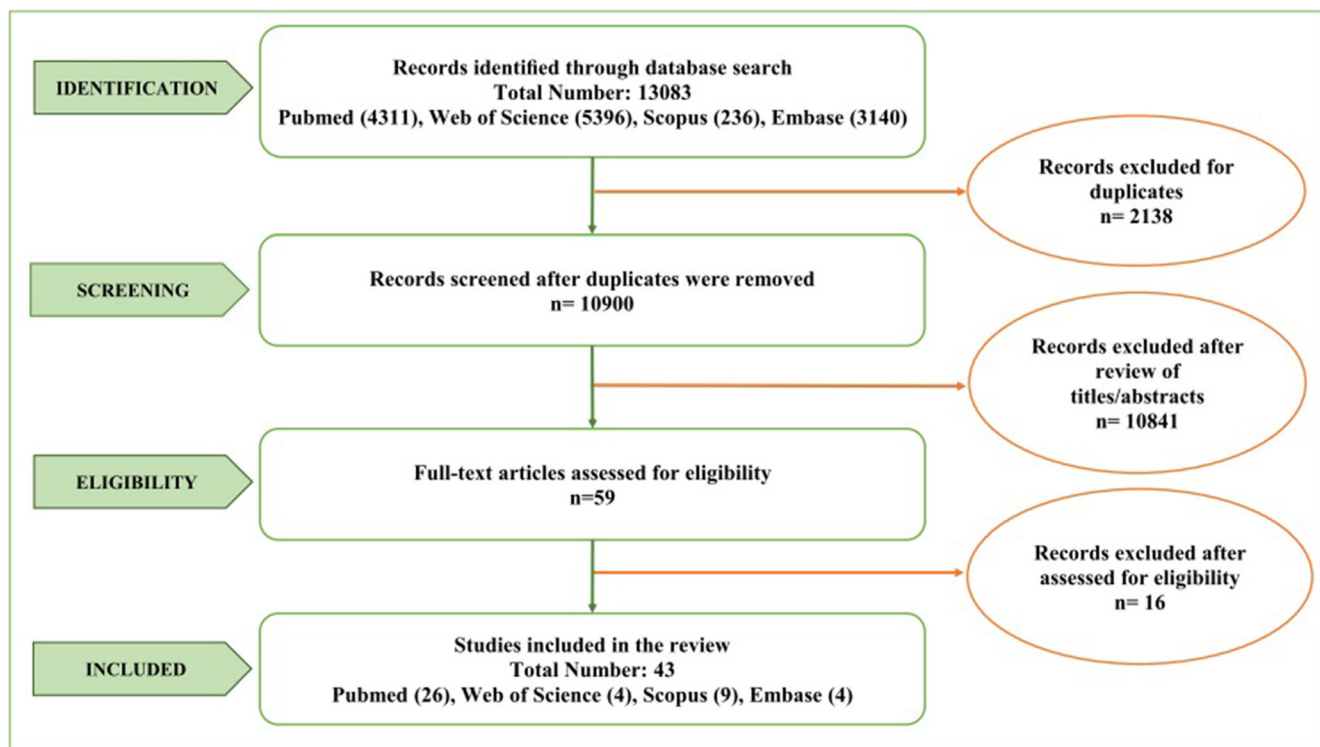 IDENTIFICATION
Records identified through database search
Total Number: 13083
Pubmed (4311), Web of Science (5396), Scopus (236), Embase (3140)
Records excluded for
duplicates
n= 2138
SCREENING
Records screened after duplicates were removed
n= 10900
Records excluded after
review of
titles/abstracts
n= 10841
ELIGIBILITY
Full-text articles assessed for eligibility
n=59
Records excluded after
assessed for eligibility
n= 16
INCLUDED
Studies included in the review
Total Number: 43
Pubmed (26), Web of Science (4), Scopus (9), Embase (4)